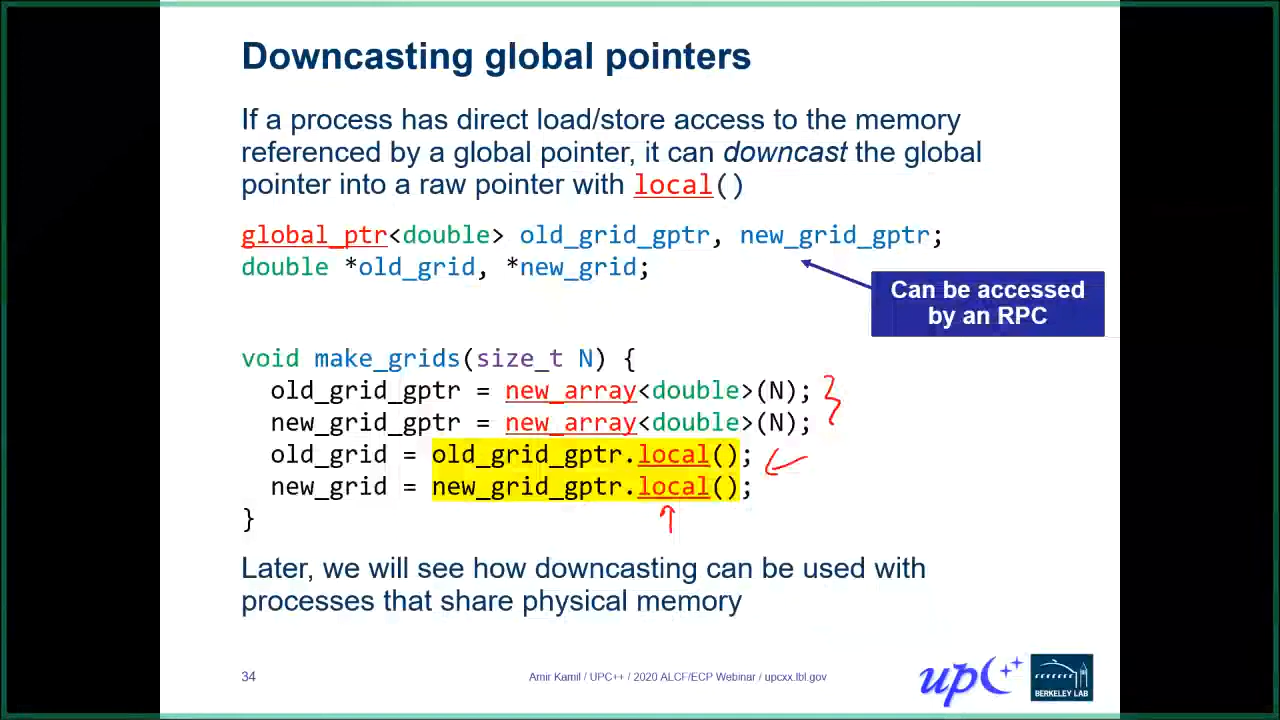 Downcasting global pointers
If a process has direct load/store access to the memory
referenced by a global pointer, it can downcast the global
pointer into a raw pointer with local()
global_ptr<double> old_grid_gptr, new_grid_gptr;
double *old_grid, *new_grid;
Can be accessed
by an RPC
void make_grids(size_t N) {
old_grid_gptr = new_array<double>(N);
new_grid_gptr = new_array<double>(N);
old_grid = old_grid_gptr.local();
new_grid = new_grid_gptr.local();
}
Later, we will see how downcasting can be used with
processes that share physical memory
34
Amir Kamil / UPC++ / 2020 ALCF/ECP Webinar / upcxx.lbl.gov
upC++
BERKELEY LAB